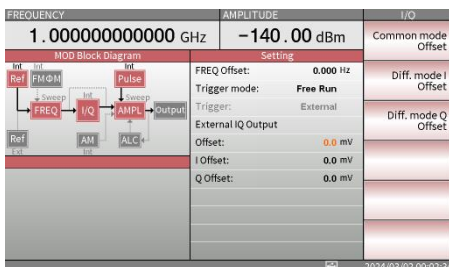 FREQUENCY
AMPLITUDE
I/Q
1.000000000000 GHz
-140.00 dBm
Common mode
Offset
Diff. mode I
Offset
Diff. mode Q
Offset
MOD Block Diagram
Int Int Int
Ref FMΦM Pulse
Sweep Int Sweep
FREQ I/Q AMPL Output
Ref AM ALC
Ext Int
Setting
FREQ Offset: 0.000 Hz
Trigger mode: Free Run
Trigger: External
External IQ Output
Offset: 0.0 mV
I Offset: 0.0 mV
Q Offset: 0.0 mV